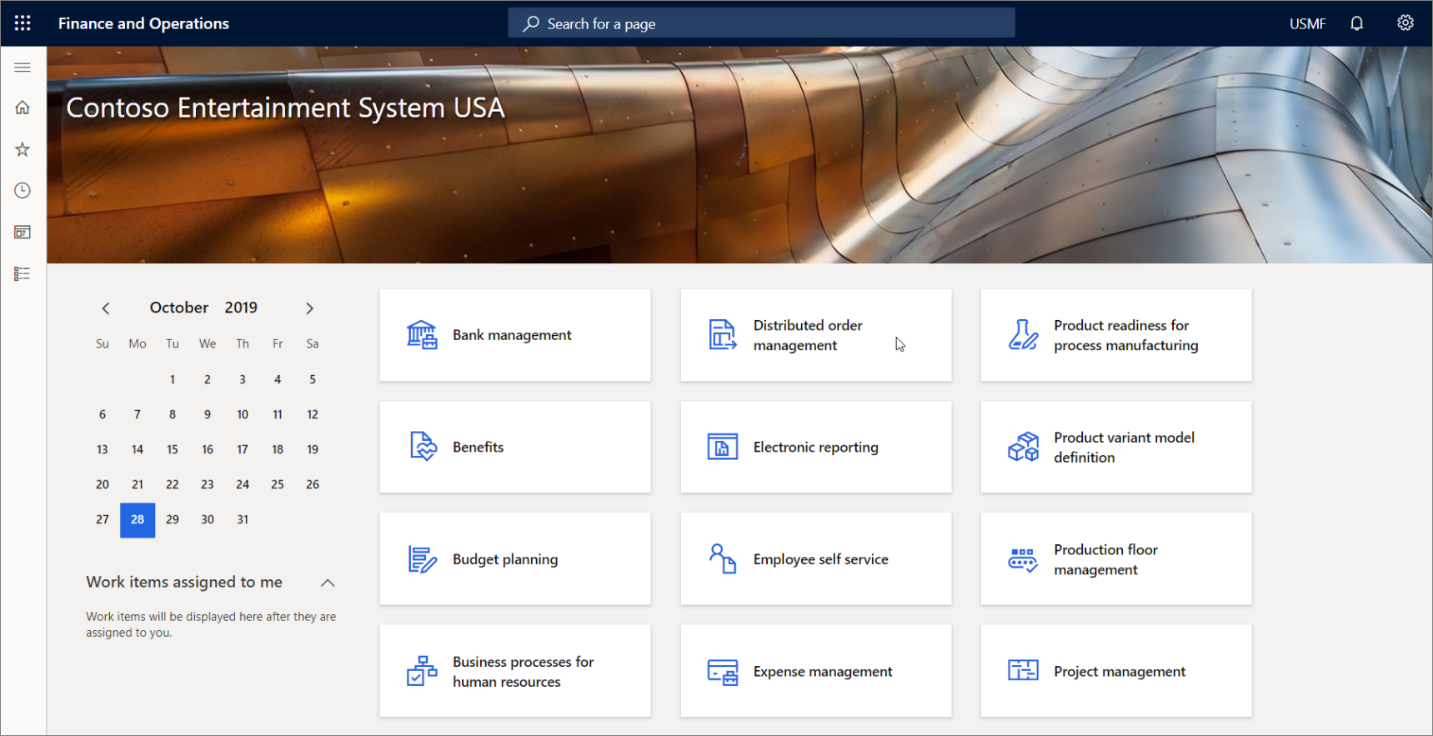 Finance and Operations
Search for a page
USMF
Contoso Entertainment System USA
October 2019
Su Mo Tu We Th Fr Sa
1 2 3 4 5
6 7 8 9 10 11 12
13 14 15 16 17 18 19
20 21 22 23 24 25 26
27 28 29 30 31
Work items assigned to me
Work items will be displayed here after they are
assigned to you.
Bank management
Distributed order
management
Product readiness for
process manufacturing
Benefits
Electronic reporting
Product variant model
definition
Budget planning
Employee self service
Production floor
management
Business processes for
human resources
Expense management
Project management